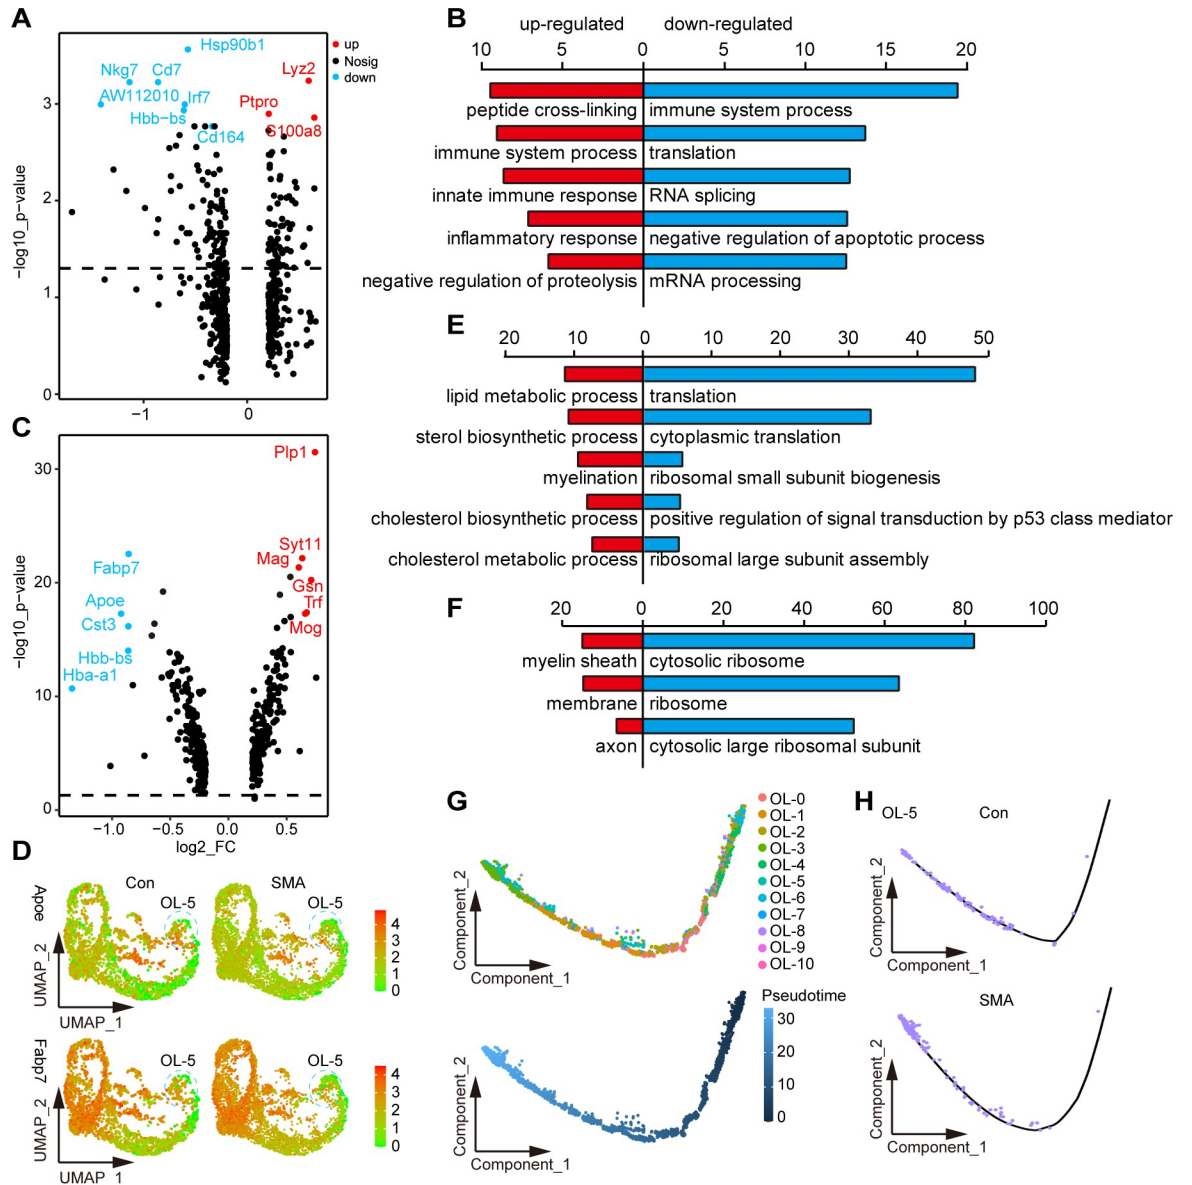 A
Hsp90b1
Nkg7 Cd7
Lyz2
AW112010 Irf7
Ptpro
Hbb−bs
S100a8
Cd164
up
Nosig
down
−log10_p−value
3
2
1
0
−1 0
B
up-regulated down-regulated
10 5 0 5 10 15 20
peptide cross-linking immune system process
immune system process translation
innate immune response RNA splicing
inflammatory response negative regulation of apoptotic process
negative regulation of proteolysis mRNA processing
C
Plp1
Syt11
Mag
Gsn
Trf
Mog
Fabp7
Apoe
Cst3
Hbb-bs
Hba-a1
−log10_p−value
30
20
10
0
−1.0 −0.5 0.0 0.5
log2_FC
E
20 10 0 10 20 30 40 50
lipid metabolic process translation
sterol biosynthetic process cytoplasmic translation
myelination ribosomal small subunit biogenesis
cholesterol biosynthetic process positive regulation of signal transduction by p53 class mediator
cholesterol metabolic process ribosomal large subunit assembly
F
20 0 20 40 60 80 100
myelin sheath cytosolic ribosome
membrane ribosome
axon cytosolic large ribosomal subunit
D
Con SMA
Apoe
OL-5 OL-5
4
3
2
1
0
UMAP_2
UMAP_1
Fabp7
OL-5 OL-5
4
3
2
1
0
UMAP_2
UMAP_1
G
OL-0
OL-1
OL-2
OL-3
OL-4
OL-5
OL-6
OL-7
OL-8
OL-9
OL-10
Component_2
Component_1
Pseudotime
30
20
10
0
Component_2
Component_1
H
OL-5 Con
Component_2
Component_1
SMA
Component_2
Component_1